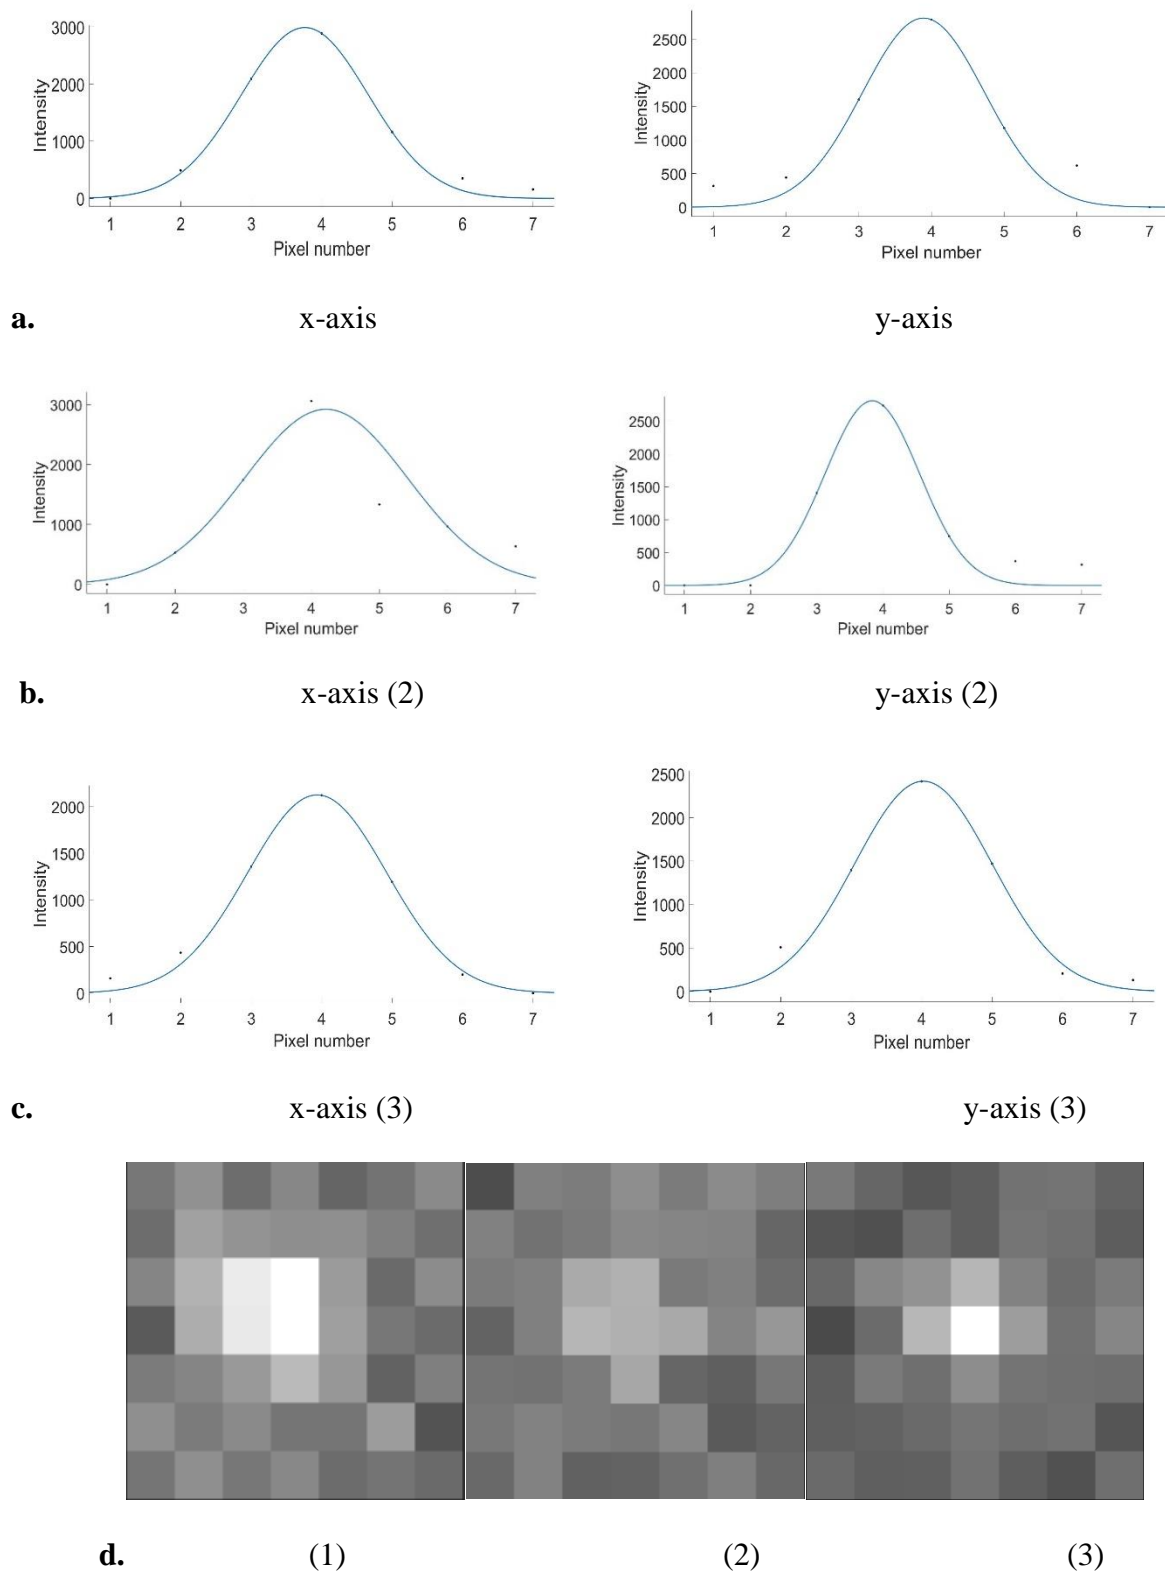 3000
2000
1000
0
Intensity
1 2 3 4 5 6 7
Pixel number
2500
2000
1500
1000
500
0
Intensity
1 2 3 4 5 6 7
Pixel number
a. x-axis y-axis
3000
2000
1000
0
Intensity
1 2 3 4 5 6 7
Pixel number
2500
2000
1500
1000
500
0
Intensity
1 2 3 4 5 6 7
Pixel number
b. x-axis (2) y-axis (2)
2000
1500
1000
500
0
Intensity
1 2 3 4 5 6 7
Pixel number
2500
2000
1500
1000
500
0
Intensity
1 2 3 4 5 6 7
Pixel number
c. x-axis (3) y-axis (3)
d. (1) (2) (3)